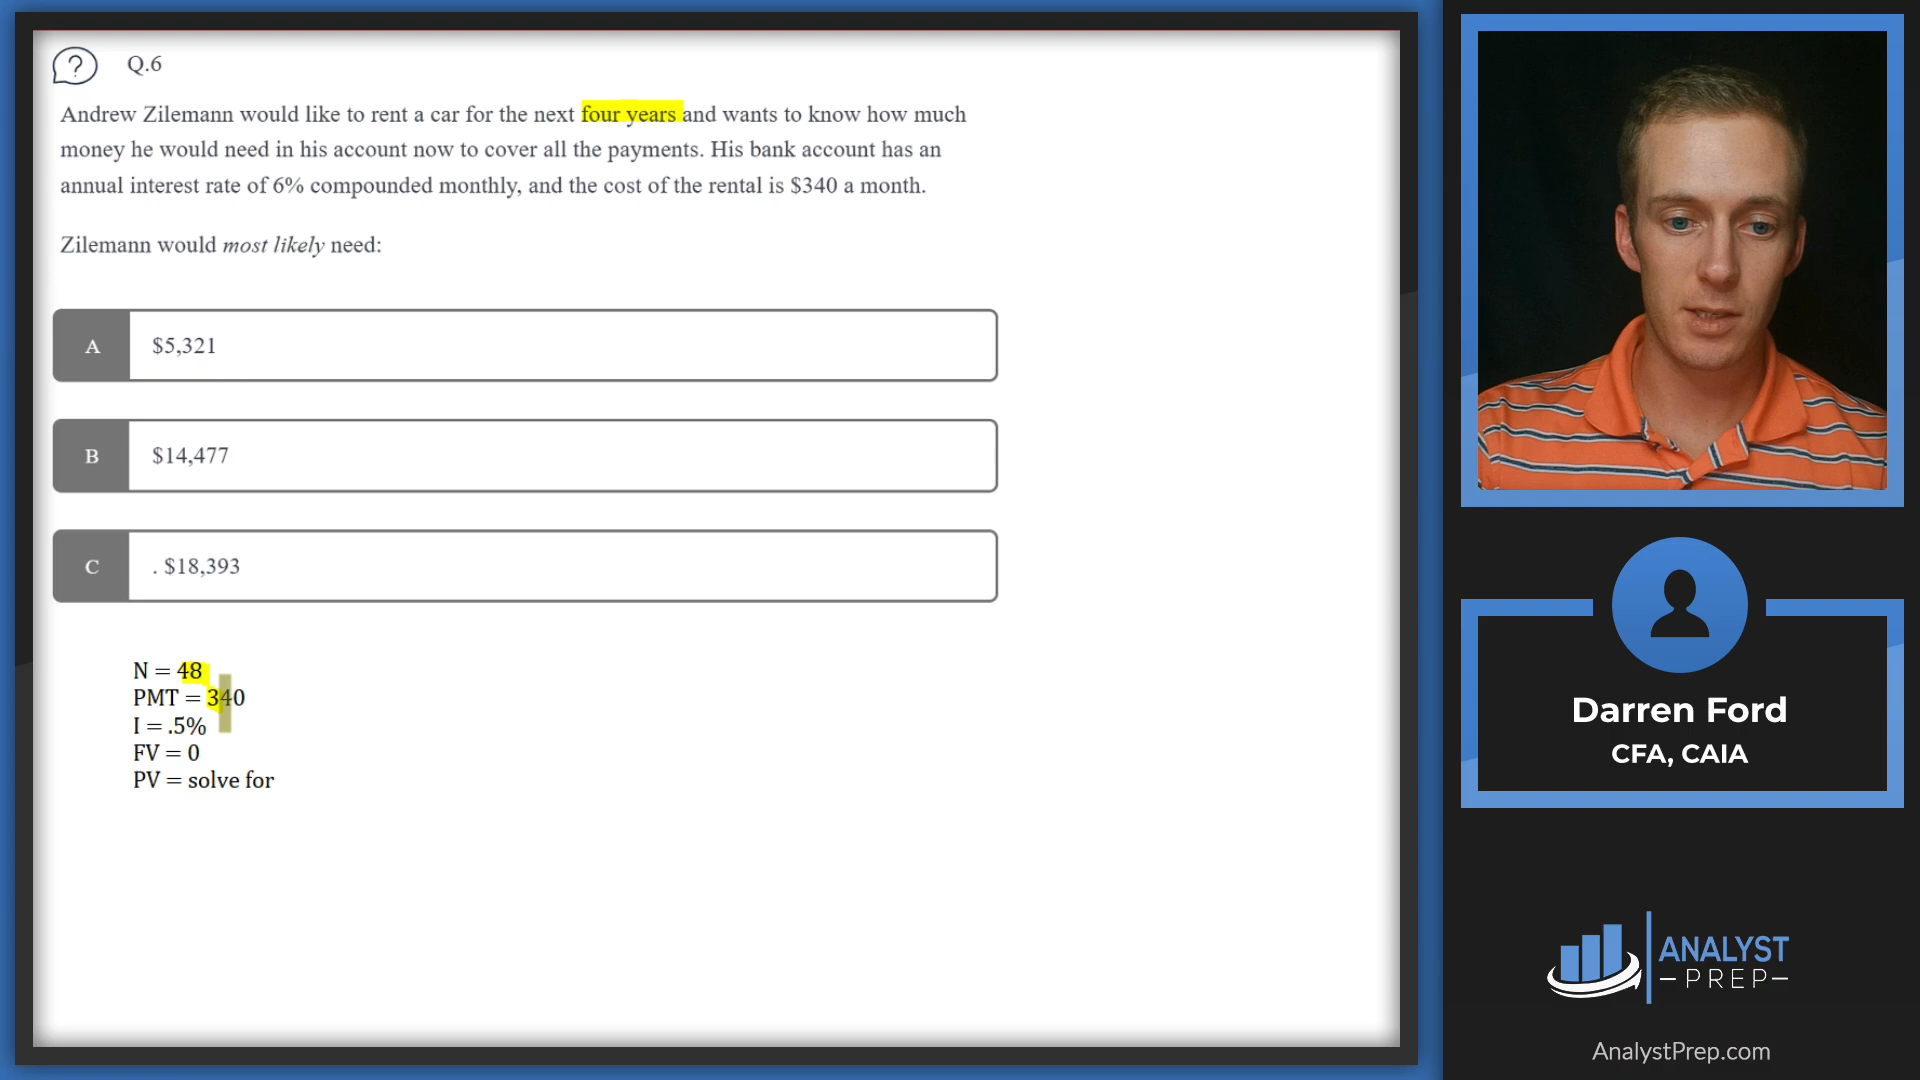 ?
Q.6
Andrew Zilemann would like to rent a car for the next four years and wants to know how much
money he would need in his account now to cover all the payments. His bank account has an
annual interest rate of 6% compounded monthly, and the cost of the rental is $340 a month.
Zilemann would most likely need:
A
$5,321
B
$14,477
C
. $18,393
N = 48
PMT = 340
I = .5%
FV = 0
PV = solve for
Darren Ford
CFA, CAIA
ANALYST
PREP
AnalystPrep.com